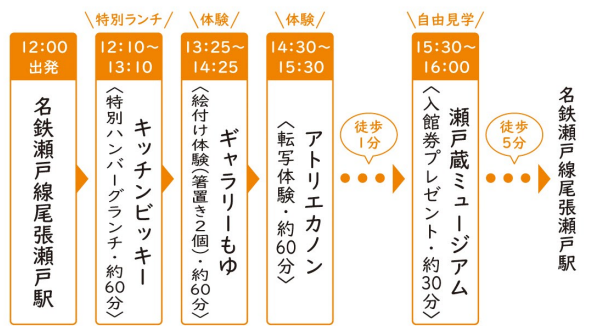 12:00
出発
名鉄瀬戸線尾張瀬戸駅
特別ランチ
12:10〜
13:10
キッチンビッキー
〈特別ハンバーグランチ・約60分〉
体験
13:25〜
14:25
ギャラリーもゆ
〈絵付け体験(箸置き2個)・約60分〉
体験
14:30〜
15:30
アトリエカノン
〈転写体験・約60分〉
徒歩
1分
自由見学
15:30〜
16:00
瀬戸蔵ミュージアム
〈入館券プレゼント・約30分〉
徒歩
5分
名鉄瀬戸線尾張瀬戸駅